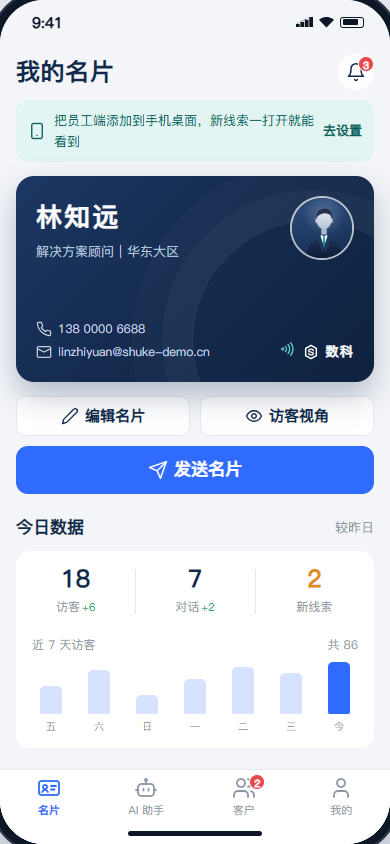 9:41
我的名片
3
把员工端添加到手机桌面，新线索一打开就能看到
去设置
林知远
解决方案顾问 | 华东大区
138 0000 6688
linzhiyuan@shuke-demo.cn
数科
编辑名片
访客视角
发送名片
今日数据
较昨日
18
7
2
访客 +6
对话 +2
新线索
近 7 天访客
共 86
五 六 日 一 二 三 今
2
名片
AI 助手
客户
我的